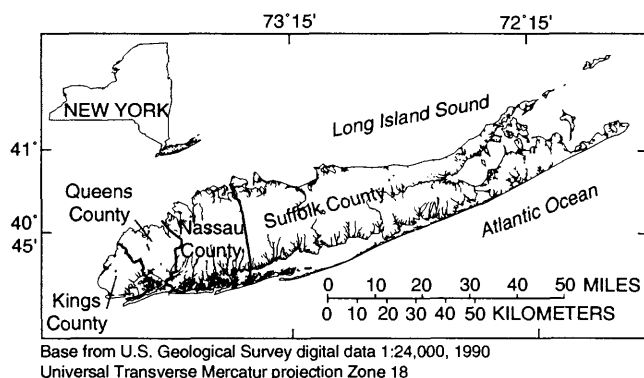 73°15' 72°15'
NEW YORK
Long Island Sound
41°
Queens
County
Nassau
County
Suffolk County
40°
45'
Atlantic Ocean
Kings
County
0 10 20 30 40 50 MILES
0 10 20 30 40 50 KILOMETERS
Base from U.S. Geological Survey digital data 1:24,000, 1990
Universal Transverse Mercatur projection Zone 18